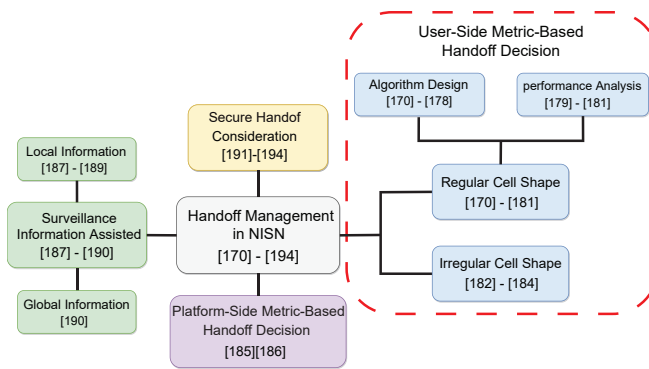 User-Side Metric-Based
Handoff Decision
Algorithm Design
[170] - [178]
performance Analysis
[179] – [181]
Secure Handof
Consideration
[191]-[194]
Local Information
[187] - [189]
Regular Cell Shape
[170] - [181]
Surveillance
Information Assisted
[187] - [190]
Handoff Management
in NISN
[170] - [194]
Irregular Cell Shape
[182] - [184]
Global Information
[190]
Platform-Side Metric-Based
Handoff Decision
[185][186]